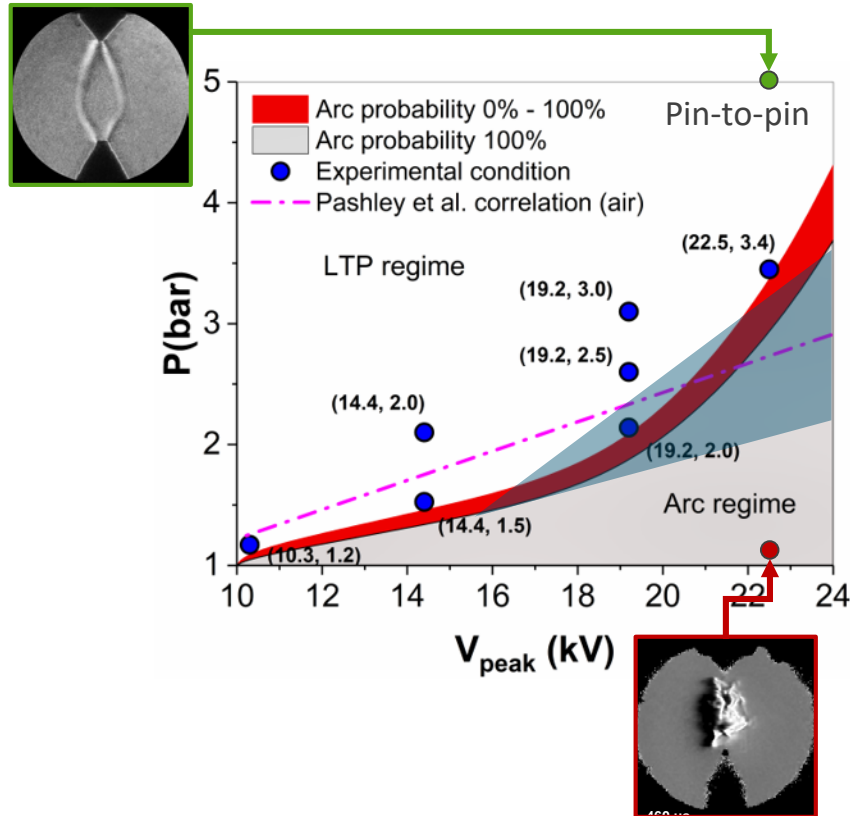 5
Arc probability 0% - 100%
Pin-to-pin
Arc probability 100%
Experimental condition
4
Pashley et al. correlation (air)
(22.5, 3.4)
LTP regime
(19.2, 3.0)
P(bar)
3
(19.2, 2.5)
(14.4, 2.0)
2
(19.2, 2.0)
Arc regime
(14.4, 1.5)
(10.3, 1.2)
1
10 12 14 16 18 20 22 24
Vpeak (kV)